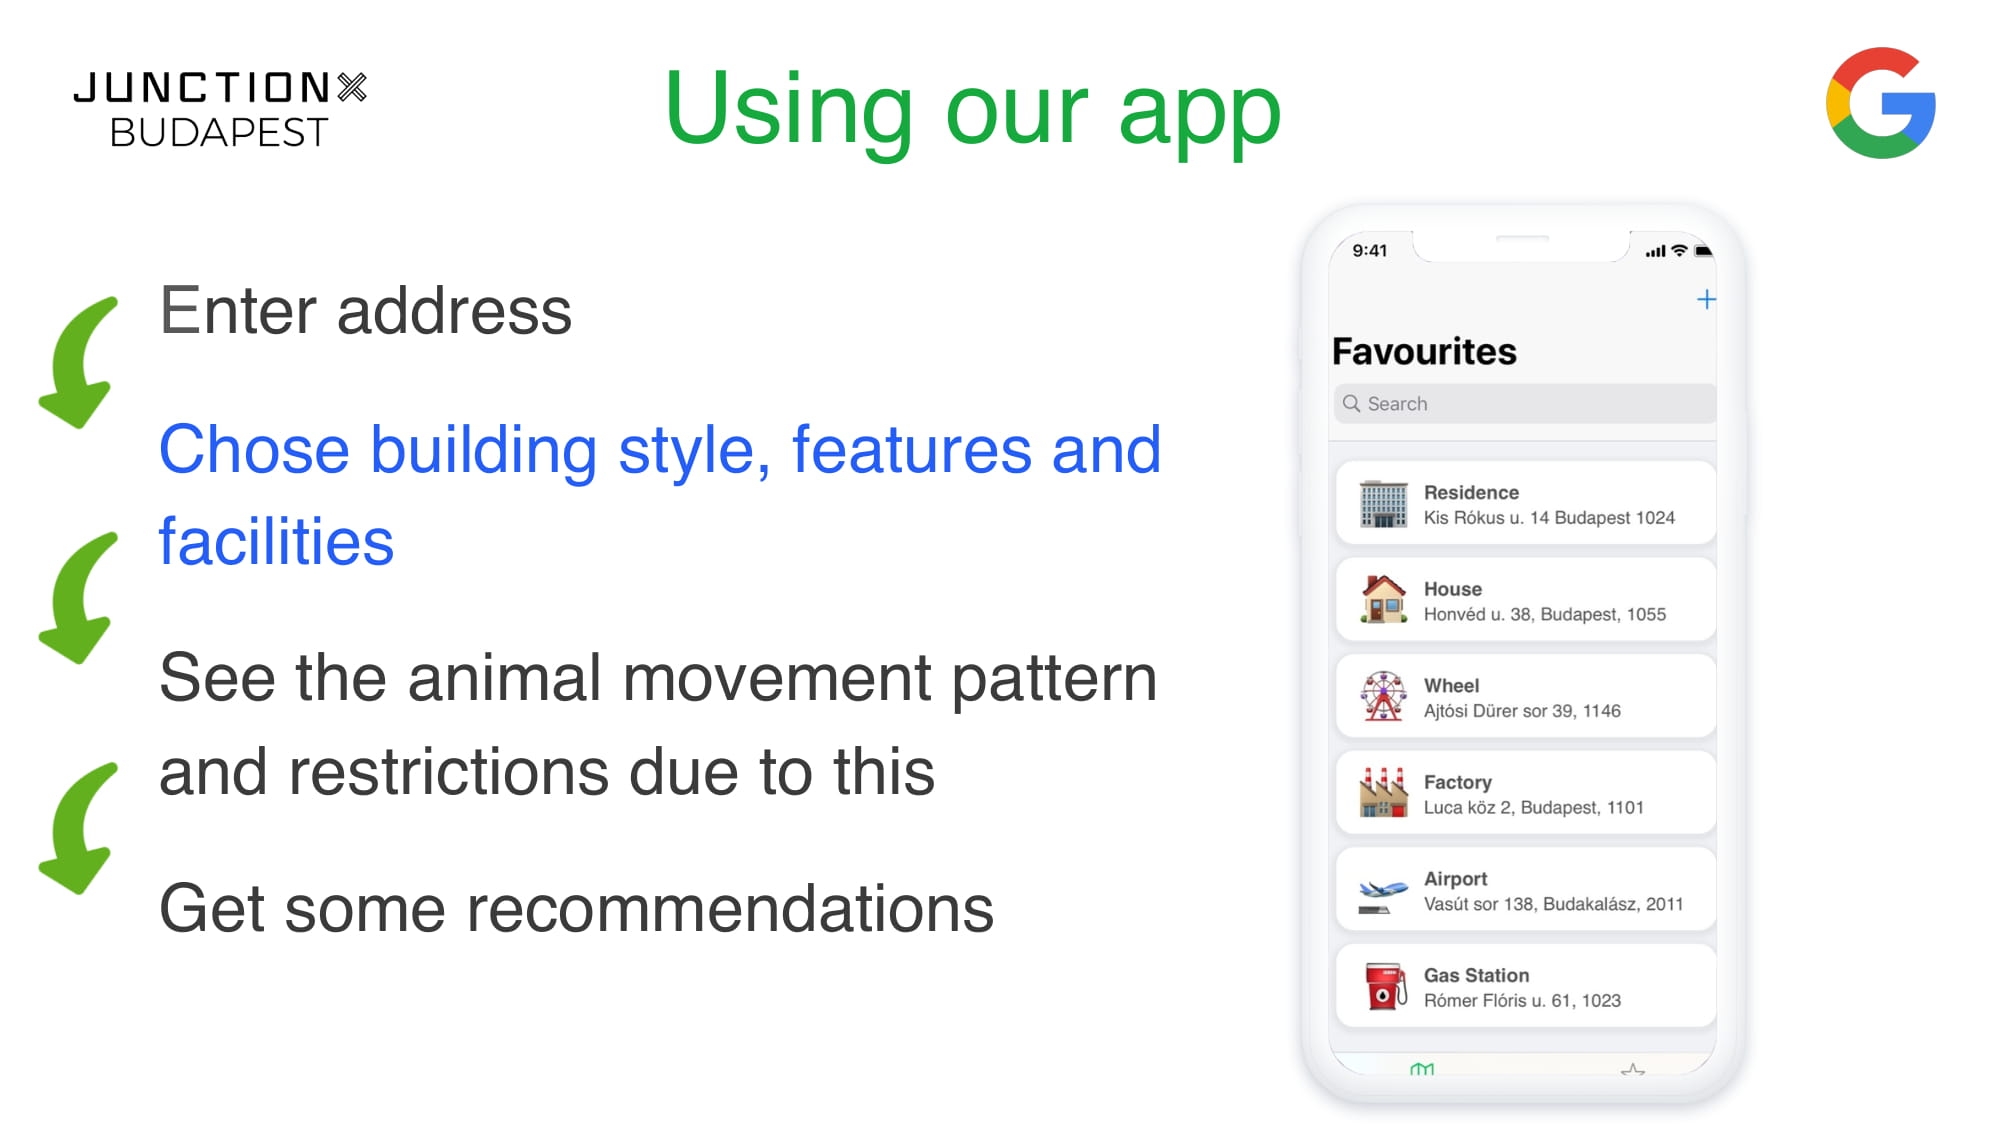 JUNCTIONX
BUDAPEST
Using our app
Enter address
Chose building style, features and
facilities
See the animal movement pattern
and restrictions due to this
Get some recommendations
9:41
Favourites
Search
Residence
Kis Rókus u. 14 Budapest 1024
House
Honvéd u. 38, Budapest, 1055
Wheel
Ajtósi Dürer sor 39, 1146
Factory
Luca köz 2, Budapest, 1101
Airport
Vasút sor 138, Budakalász, 2011
Gas Station
Rómer Flóris u. 61, 1023